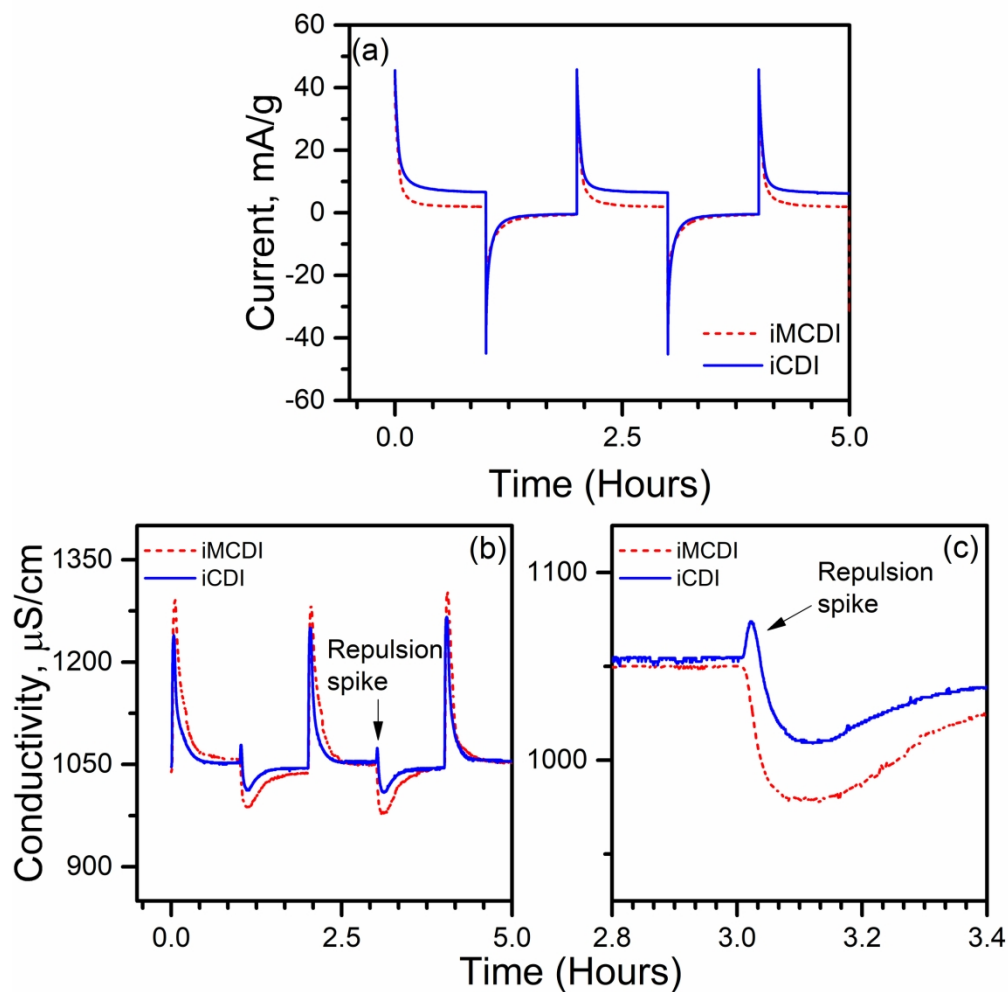 (a)
60
40
20
0
-20
-40
-60
Current, mA/g
iMCDI
iCDI
0.0
2.5
5.0
Time (Hours)
(b)
iMCDI
iCDI
1350
1200
1050
900
Conductivity, μS/cm
Repulsion
spike
0.0
2.5
5.0
(c)
iMCDI
iCDI
1100
1000
Repulsion
spike
2.8
3.0
3.2
3.4
Time (Hours)